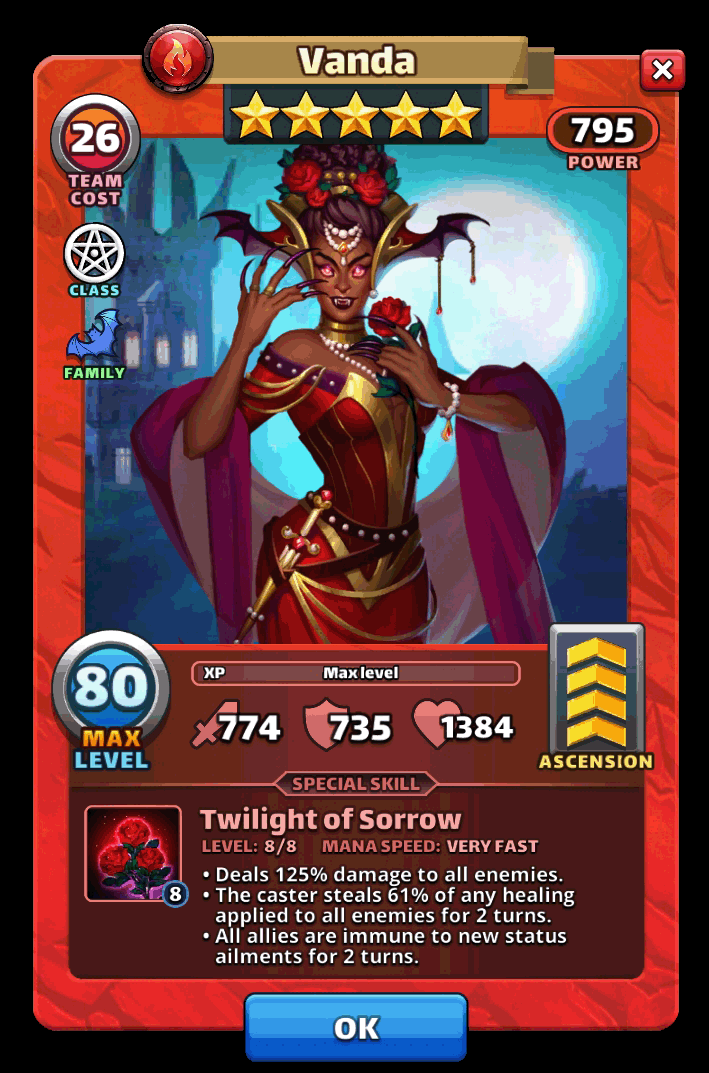 Vanda
26
TEAM
COST
795
POWER
CLASS
FAMILY
80
MAX
LEVEL
XP Max level
774 735 1384
ASCENSION
SPECIAL SKILL
Twilight of Sorrow
LEVEL: 8/8 MANA SPEED: VERY FAST
8
• Deals 125% damage to all enemies.
• The caster steals 61% of any healing
applied to all enemies for 2 turns.
• All allies are immune to new status
ailments for 2 turns.
OK